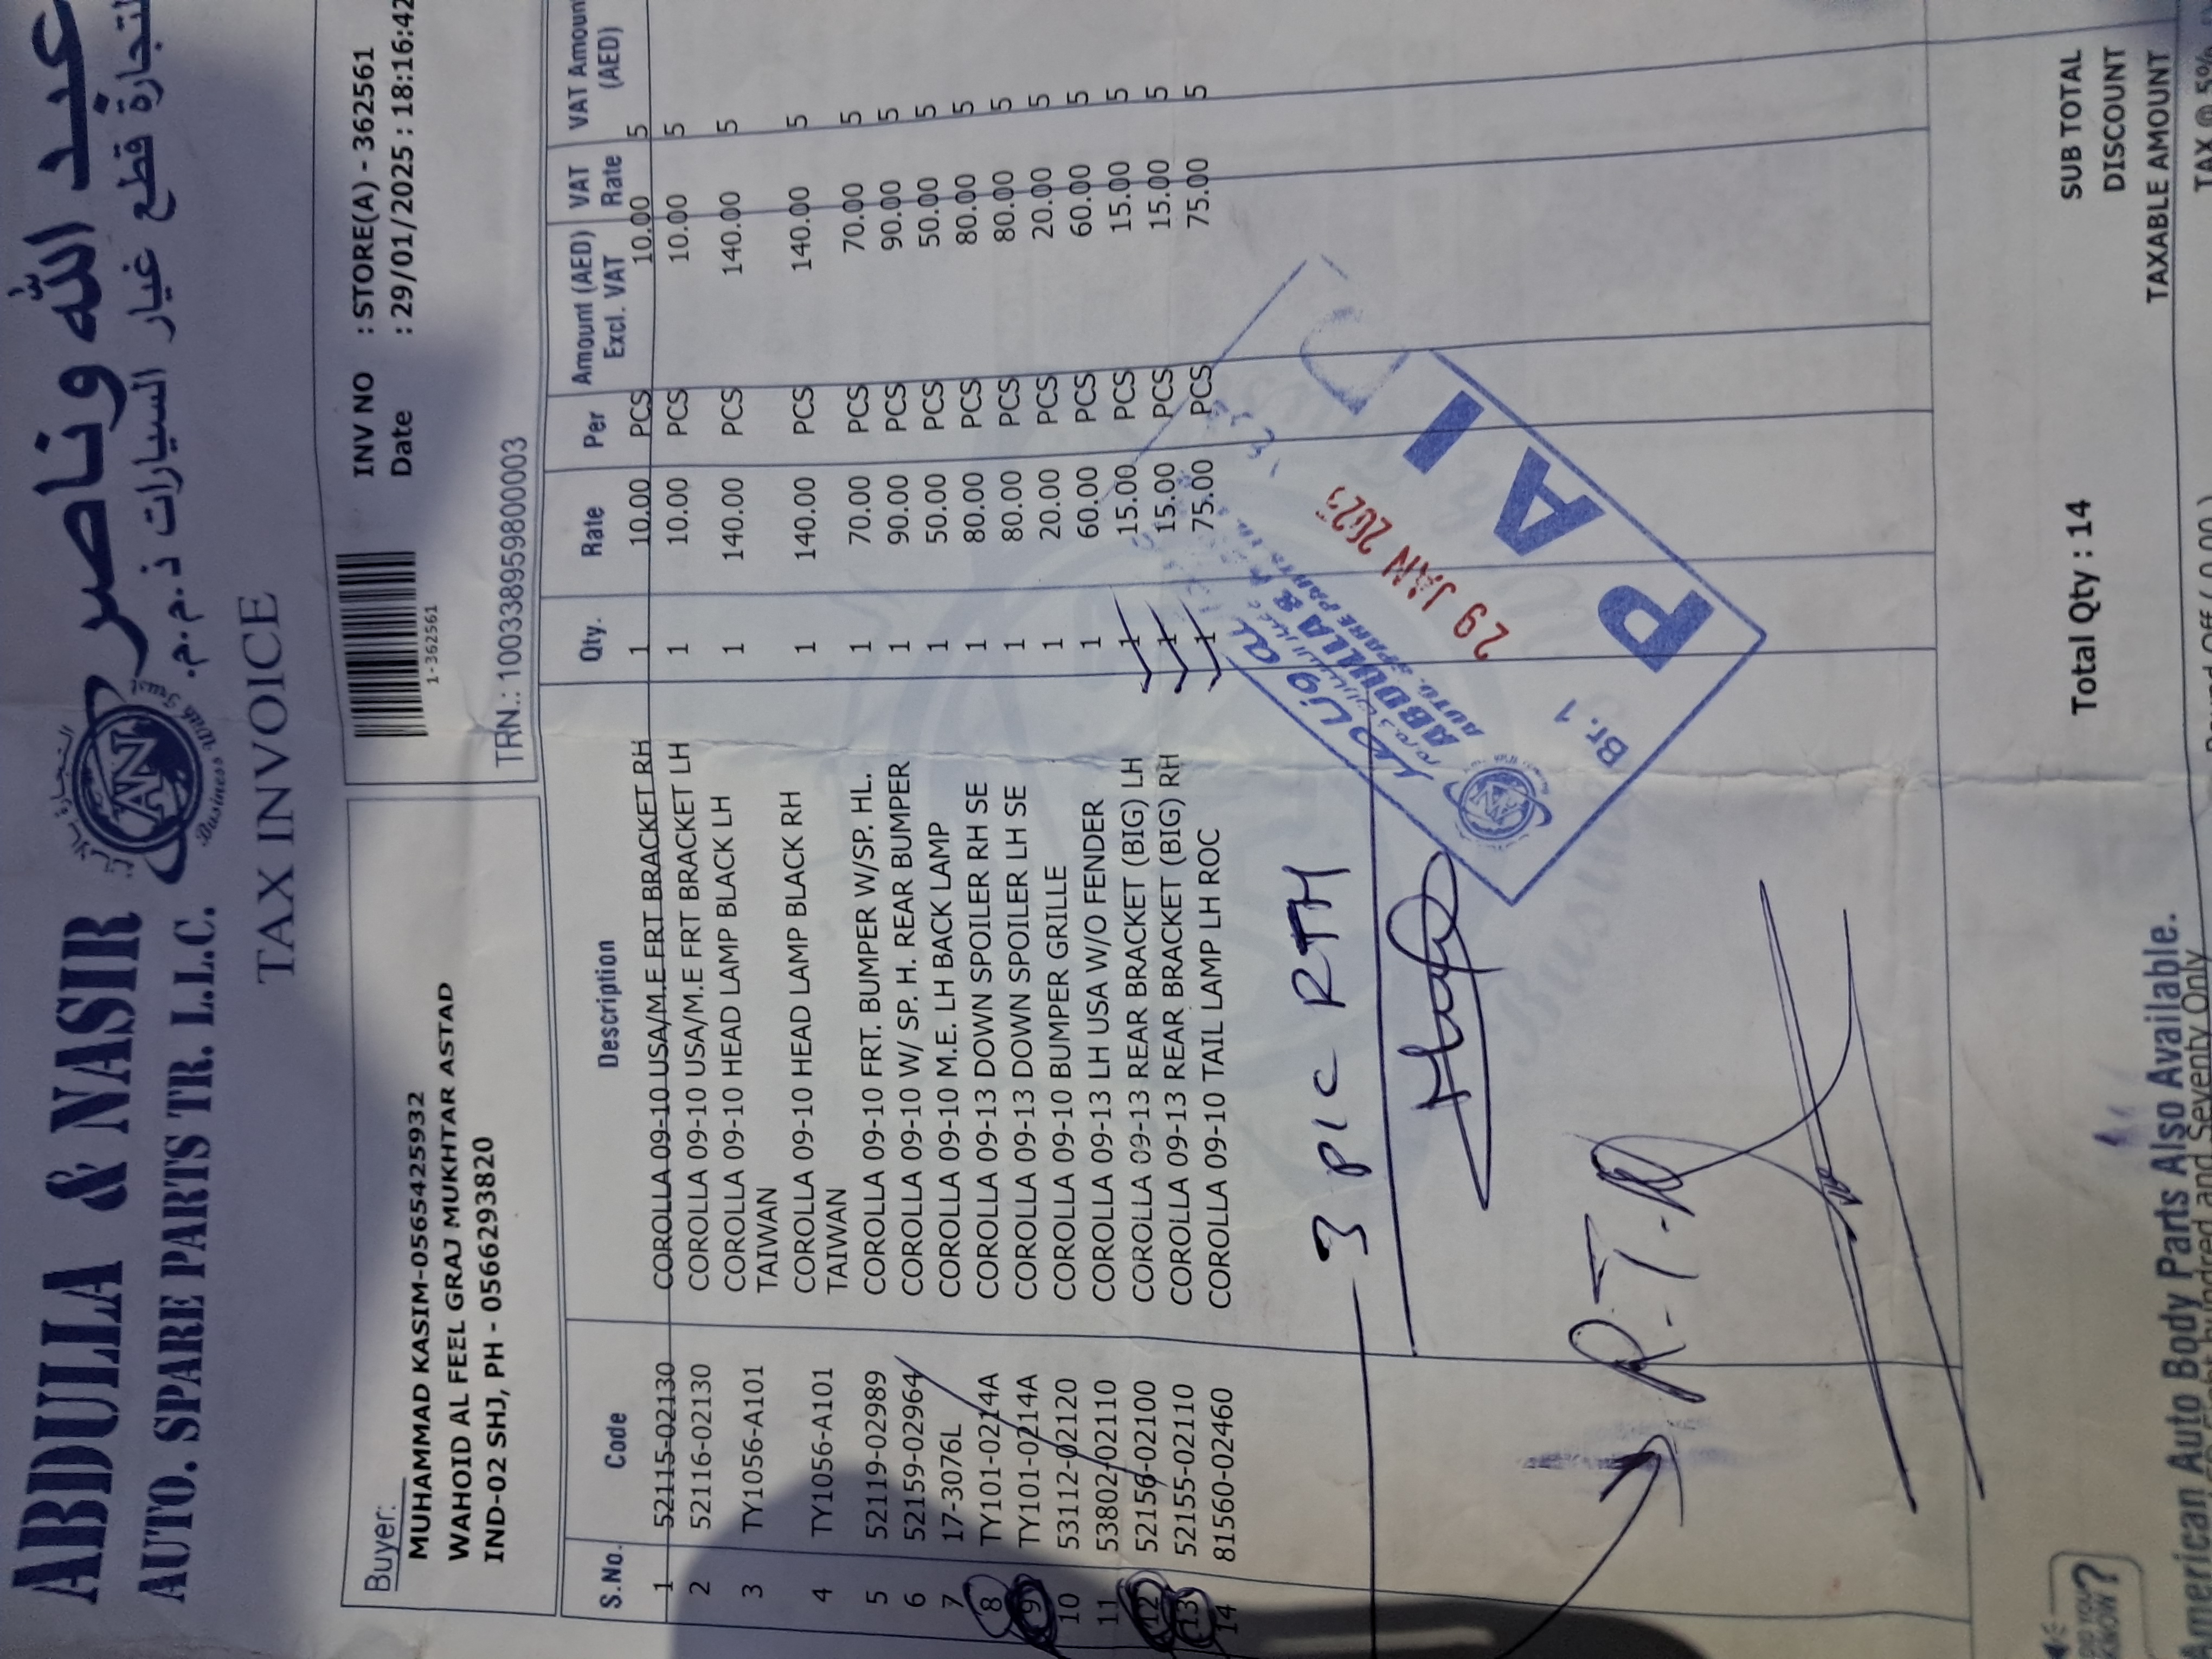 عبد الله وناصر
لتجارة قطع غيار السيارات ذ.م.م.
ABDULLA & NASIR
AUTO. SPARE PARTS TR. L.L.C.
AN
Business With
TAX INVOICE
Buyer:
MUHAMMAD KASIM-0565425932
WAHOID AL FEEL GRAJ MUKHTAR ASTAD
IND-02 SHJ, PH - 0566293820
1-362561
INV NO : STORE(A) - 362561
Date : 29/01/2025 : 18:16:42
TRN.: 100338959800003
S.No. Code Description Qty. Rate Per Amount (AED) Excl. VAT VAT Rate VAT Amount (AED)
1 52115-02130 COROLLA 09-10 USA/M.E FRT BRACKET RH 1 10.00 PCS 10.00 5
2 52116-02130 COROLLA 09-10 USA/M.E FRT BRACKET LH 1 10.00 PCS 10.00 5
3 TY1056-A101 COROLLA 09-10 HEAD LAMP BLACK LH 1 140.00 PCS 140.00 5
TAIWAN
4 TY1056-A101 COROLLA 09-10 HEAD LAMP BLACK RH 1 140.00 PCS 140.00 5
TAIWAN
5 52119-02989 COROLLA 09-10 FRT. BUMPER W/SP. HL. 1 70.00 PCS 70.00 5
6 52159-02964 COROLLA 09-10 W/ SP. H. REAR BUMPER 1 90.00 PCS 90.00 5
7 17-3076L COROLLA 09-10 M.E. LH BACK LAMP 1 50.00 PCS 50.00 5
8 TY101-0214A COROLLA 09-13 DOWN SPOILER RH SE 1 80.00 PCS 80.00 5
9 TY101-0214A COROLLA 09-13 DOWN SPOILER LH SE 1 80.00 PCS 80.00 5
10 53112-02120 COROLLA 09-10 BUMPER GRILLE 1 20.00 PCS 20.00 5
11 53802-02110 COROLLA 09-13 LH USA W/O FENDER 1 60.00 PCS 60.00 5
12 52156-02100 COROLLA 09-13 REAR BRACKET (BIG) LH 1 15.00 PCS 15.00 5
13 52155-02110 COROLLA 09-13 REAR BRACKET (BIG) RH 1 15.00 PCS 15.00 5
14 81560-02460 COROLLA 09-10 TAIL LAMP LH ROC 1 75.00 PCS 75.00 5
3 PIC RTH
ABDULLA &
AUTO. SPARE PARTS
29 JAN 2025
Br. 1
PAID
Total Qty : 14
SUB TOTAL
DISCOUNT
TAXABLE AMOUNT
TAX @ 5%
American Auto Body Parts Also Available.
and Seventy Only